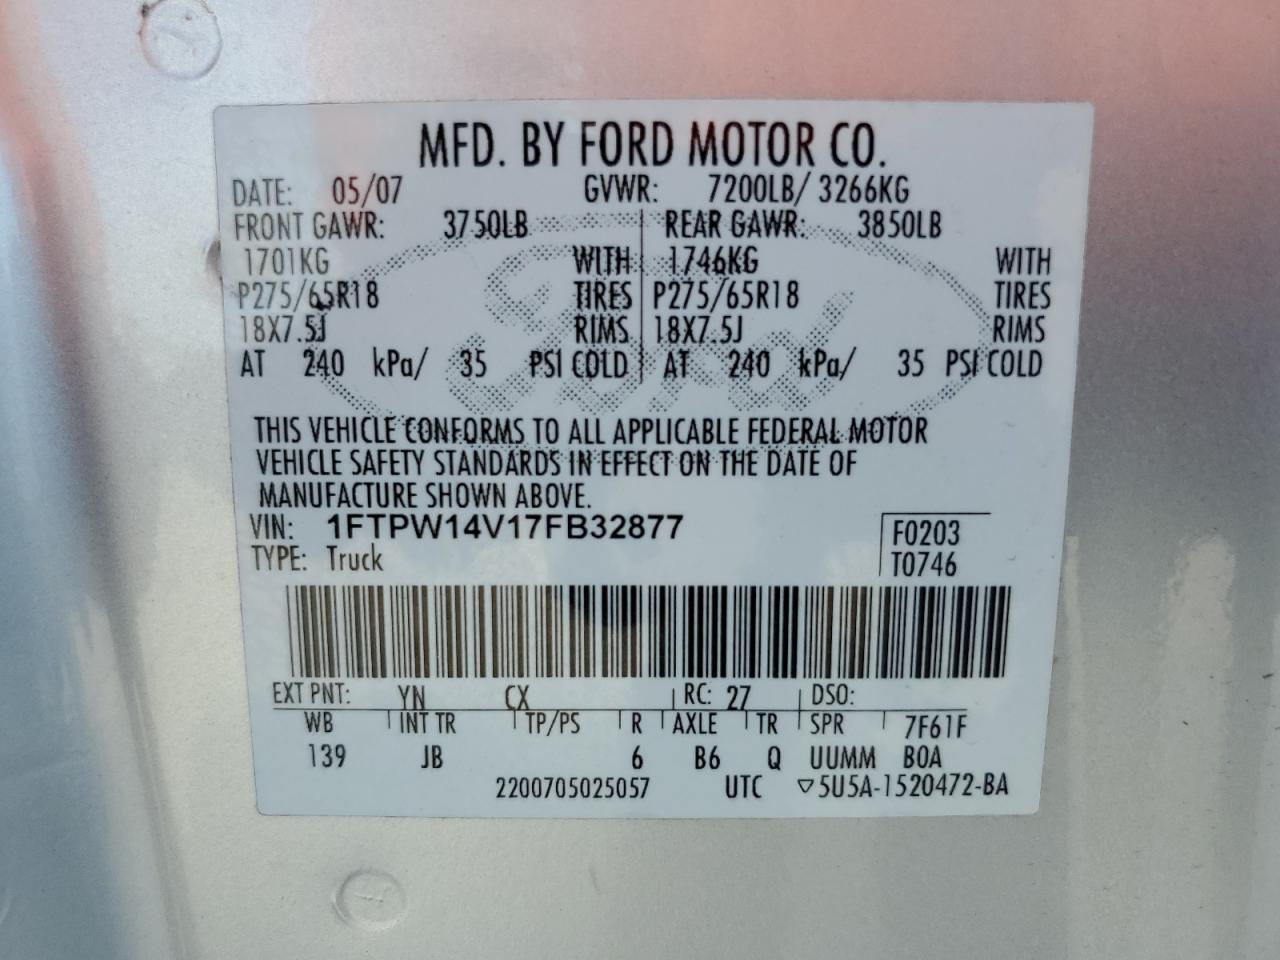 MFD. BY FORD MOTOR CO.
DATE: 05/07 GVWR: 7200LB/ 3266KG
FRONT GAWR: 3750LB REAR GAWR: 3850LB
1701KG WITH 1746KG WITH
P275/65R18 TIRES P275/65R18 TIRES
18X7.5J RIMS 18X7.5J RIMS
AT 240 kPa/ 35 PSI COLD AT 240 kPa/ 35 PSI COLD
THIS VEHICLE CONFORMS TO ALL APPLICABLE FEDERAL MOTOR
VEHICLE SAFETY STANDARDS IN EFFECT ON THE DATE OF
MANUFACTURE SHOWN ABOVE.
VIN: 1FTPW14V17FB32877 F0203
TYPE: Truck T0746
EXT PNT: YN CX RC: 27 DSO:
WB INT TR TP/PS R AXLE TR SPR 7F61F
139 JB 6 B6 Q UUMM BOA
2200705025057 UTC ▽5U5A-1520472-BA
Ford